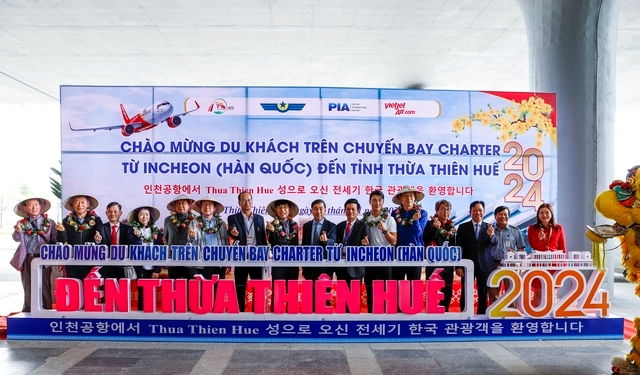 PIA
vietjet
Air.com
CHÀO MỪNG DU KHÁCH TRÊN CHUYẾN BAY CHARTER
TỪ INCHEON (HÀN QUỐC) ĐẾN TỈNH THỪA THIÊN HUẾ
2024
인천공항에서 Thua Thien Hue 성으로 오신 전세기 한국 관광객을 환영합니다
CHÀO MỪNG DU KHÁCH TRÊN CHUYẾN BAY CHARTER TỪ INCHEON (HÀN QUỐC)
ĐẾN THỪA THIÊN HUẾ 2024
인천공항에서 Thua Thien Hue 성으로 오신 전세기 한국 관광객을 환영합니다